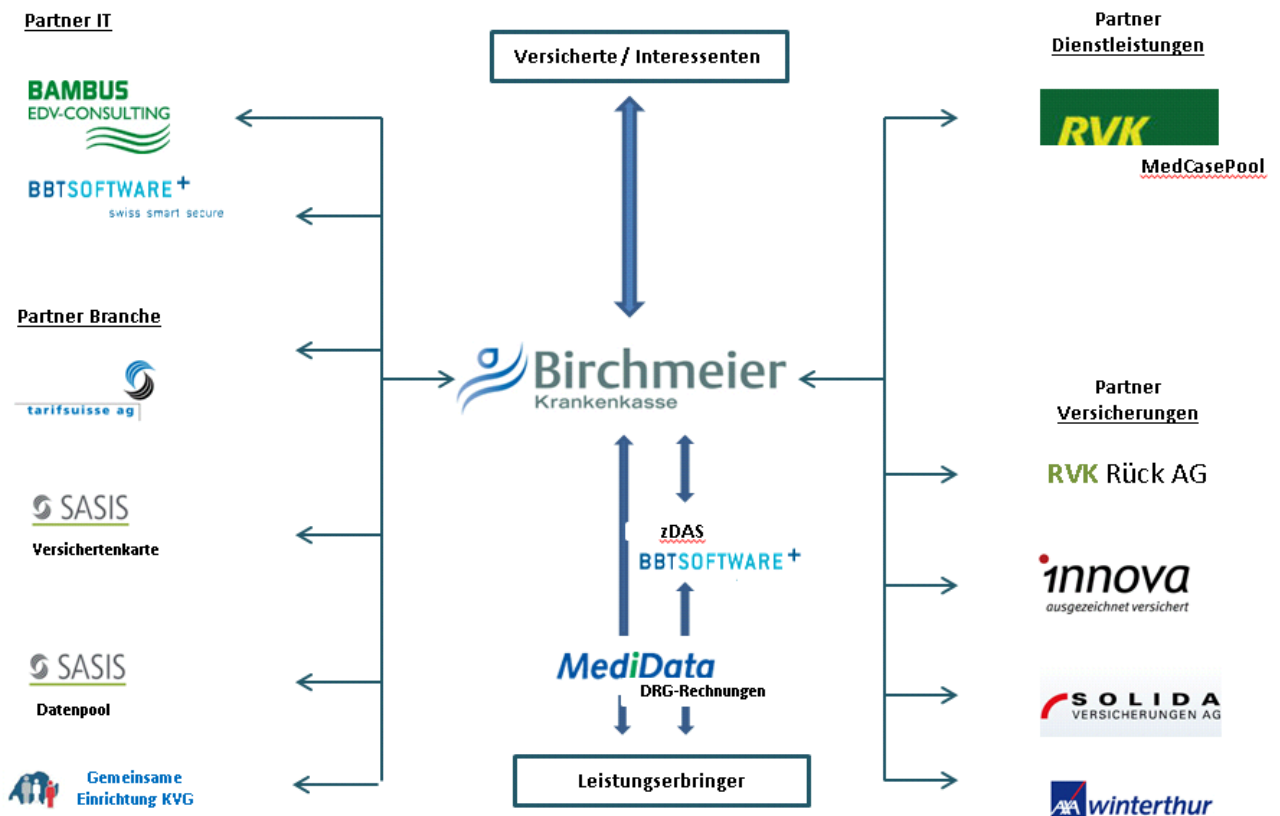 Partner IT
BAMBUS
EDV-CONSULTING
BBTSOFTWARE+
swiss smart secure
Partner Branche
tarifsuisse ag
SASIS
Versichertenkarte
SASIS
Datenpool
Gemeinsame
Einrichtung KVG
Versicherte / Interessenten
Birchmeier
Krankenkasse
zDAS
BBTSOFTWARE+
MediData
DRG-Rechnungen
Leistungserbringer
Partner
Dienstleistungen
RVK
MedCasePool
Partner
Versicherungen
RVK Rück AG
innova
ausgezeichnet versichert
SOLIDA
VERSICHERUNGEN AG
AXA winterthur